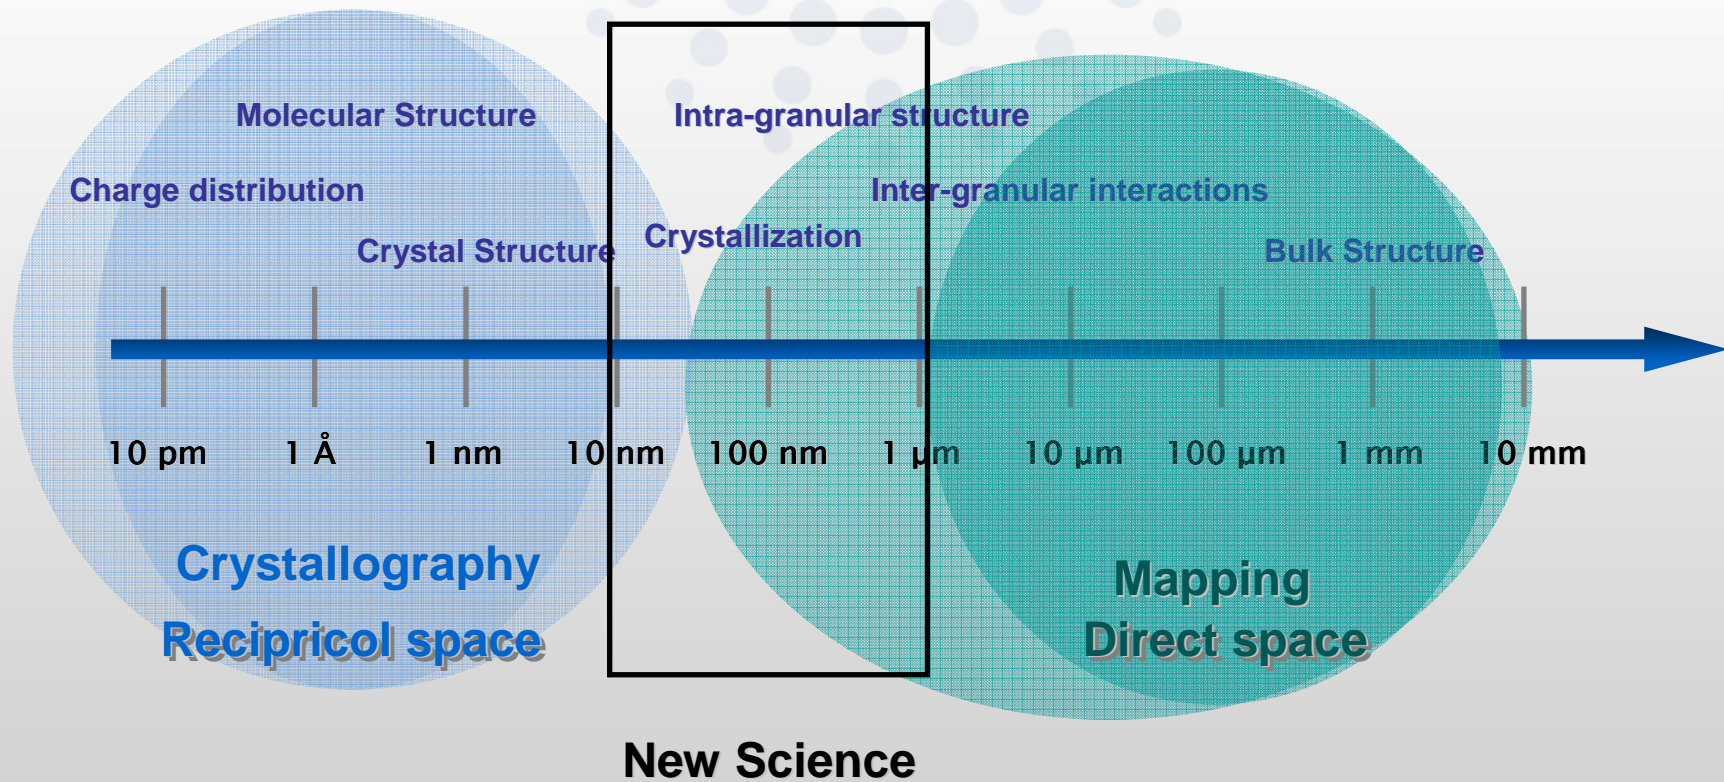 Molecular Structure
Intra-granular structure
Charge distribution
Inter-granular interactions
Crystal Structure
Crystallization
Bulk Structure
10 pm
1 Å
1 nm
10 nm
100 nm
1 µm
10 µm
100 µm
1 mm
10 mm
Crystallography
Recipricol space
Mapping
Direct space
New Science